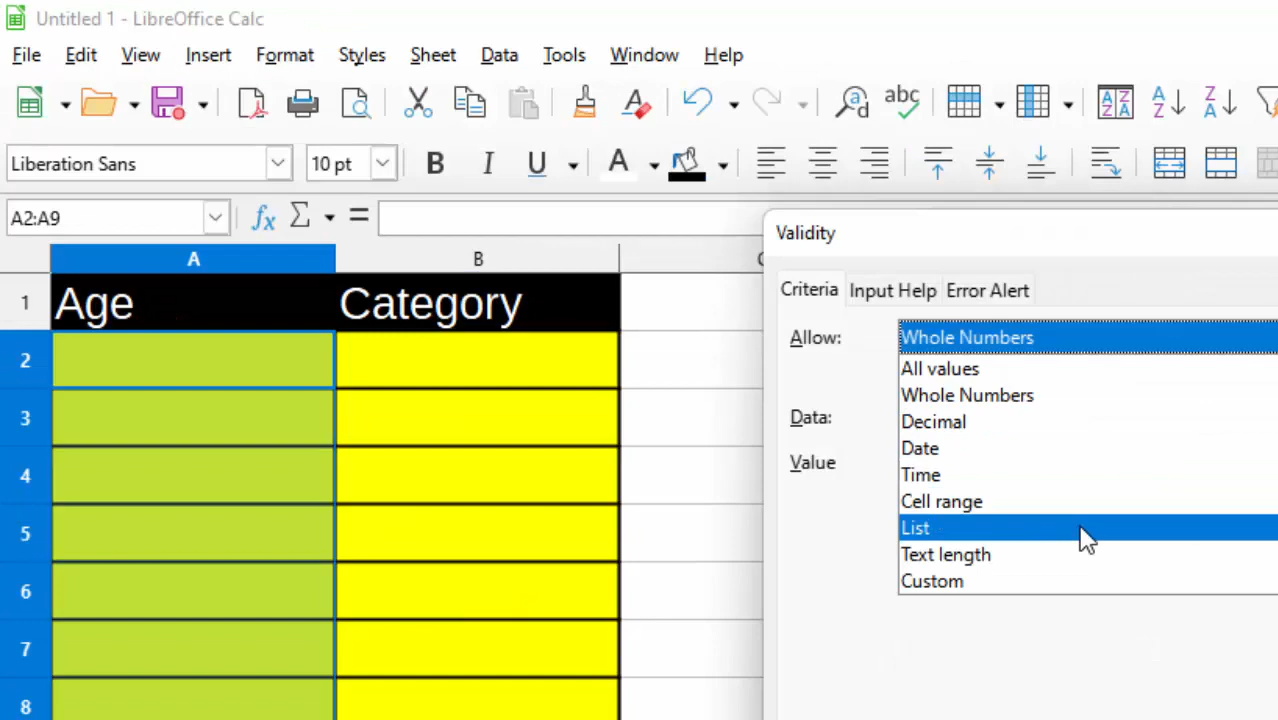 Untitled 1 - LibreOffice Calc
File Edit View Insert Format Styles Sheet Data Tools Window Help
Liberation Sans 10 pt B I U A
A2:A9 fx Σ =
Validity
A B
Criteria Input Help Error Alert
1 Age Category
Allow: Whole Numbers
2
All values
Whole Numbers
3
Data:
Decimal
Date
Value
4
Time
Cell range
5
List
Text length
6
Custom
7
8